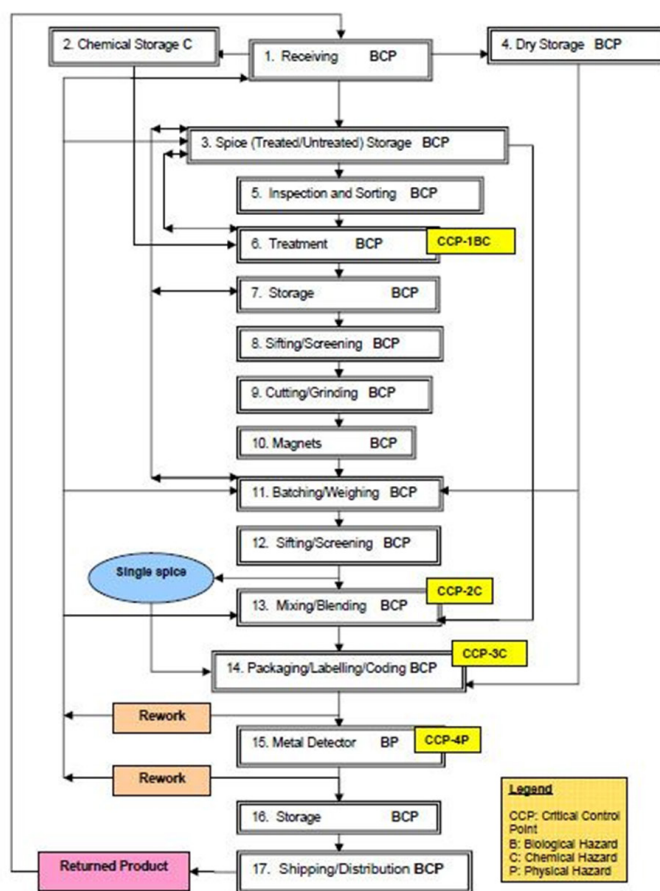 2. Chemical Storage C
1. Receiving BCP
4. Dry Storage BCP
3. Spice (Treated/Untreated) Storage BCP
5. Inspection and Sorting BCP
6. Treatment BCP
CCP-1BC
7. Storage BCP
8. Sifting/Screening BCP
9. Cutting/Grinding BCP
10. Magnets BCP
11. Batching/Weighing BCP
12. Sifting/Screening BCP
Single spice
CCP-2C
13. Mixing/Blending BCP
CCP-3C
14. Packaging/Labelling/Coding BCP
Rework
15. Metal Detector BP
CCP-4P
Rework
16. Storage BCP
Returned Product
17. Shipping/Distribution BCP
Legend
CCP: Critical Control
Point
B: Biological Hazard
C: Chemical Hazard
P: Physical Hazard